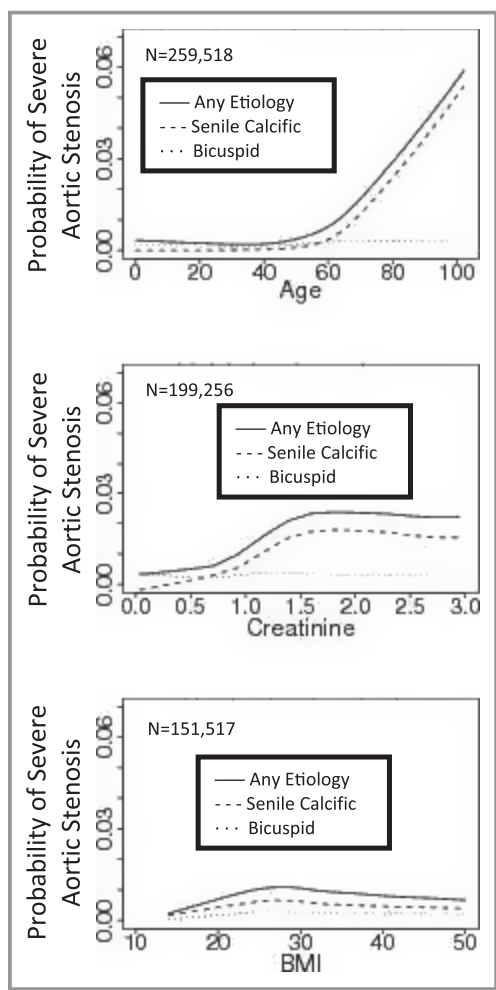 Probability of Severe
Aortic Stenosis
0.06
0.03
0.00
N=259,518
Any Etiology
Senile Calcific
Bicuspid
0 20 40 60 80 100
Age
Probability of Severe
Aortic Stenosis
0.06
0.03
0.00
N=199,256
Any Etiology
Senile Calcific
Bicuspid
0.0 0.5 1.0 1.5 2.0 2.5 3.0
Creatinine
Probability of Severe
Aortic Stenosis
0.06
0.03
0.00
N=151,517
Any Etiology
Senile Calcific
Bicuspid
10 20 30 40 50
BMI